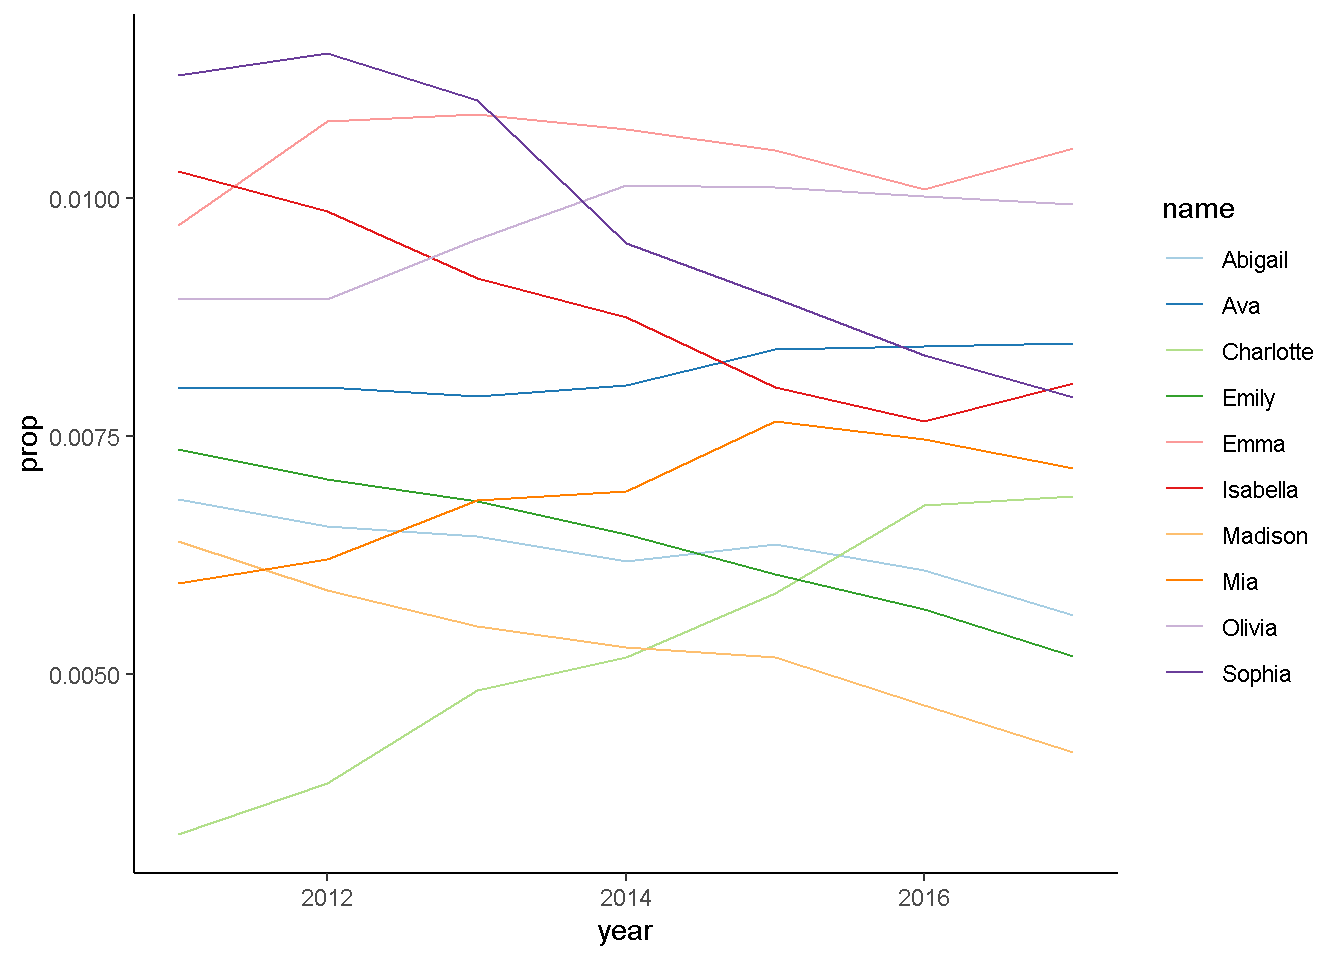 0.0100
0.0075
0.0050
prop
2012
2014
2016
year
name
Abigail
Ava
Charlotte
Emily
Emma
Isabella
Madison
Mia
Olivia
Sophia